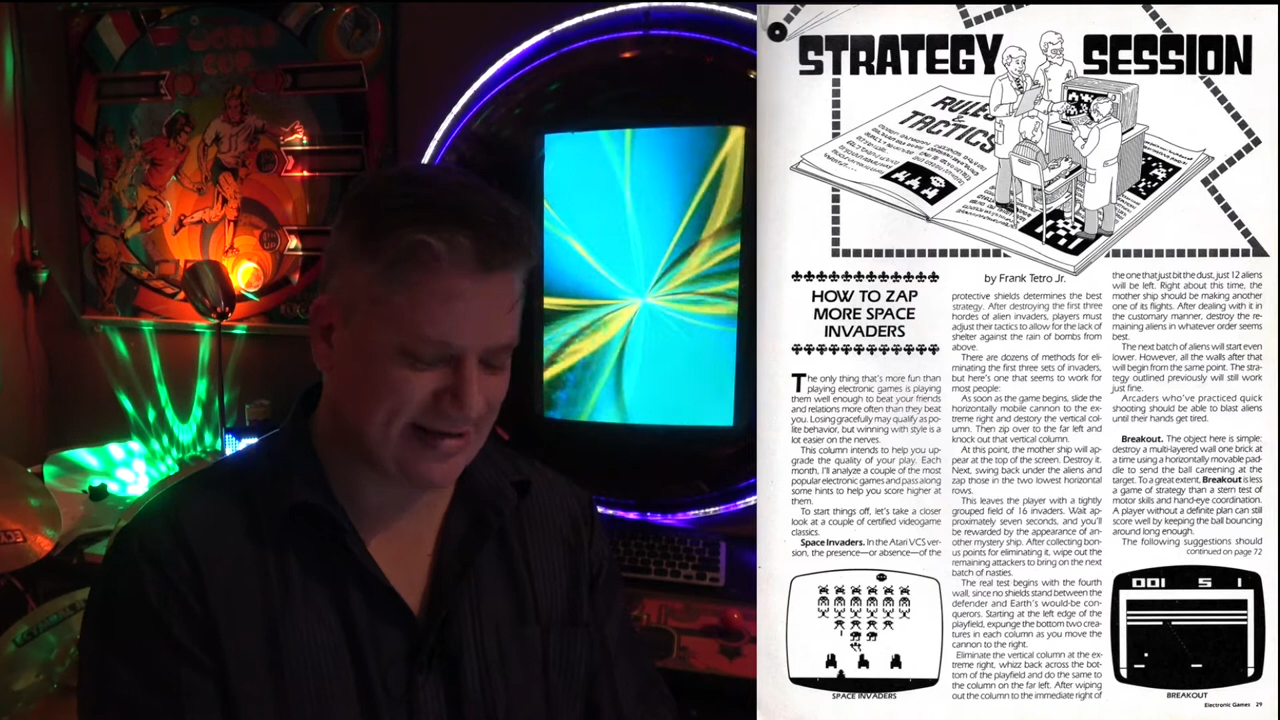 STRATEGY SESSION
RULES
&
TACTICS
HOW TO ZAP
MORE SPACE
INVADERS
The only thing that's more fun than
playing electronic games is playing
them well enough to beat your friends
and relations more often than they beat
you. Losing gracefully may qualify as po-
lite behavior, but winning with style is a
lot easier on the nerves.
This column intends to help you up-
grade the quality of your play. Each
month, I'll analyze a couple of the most
popular electronic games and pass along
some hints to help you score higher at
them.
To start things off, let's take a closer
look at a couple of certified videogame
classics.
Space Invaders. In the Atari VCS ver-
sion, the presence—or absence—of the
SPACE INVADERS
by Frank Tetro Jr.
protective shields determines the best
strategy. After destroying the first three
hordes of alien invaders, players must
adjust their tactics to allow for the lack of
shelter against the rain of bombs from
above.
There are dozens of methods for eli-
minating the first three sets of invaders,
but here's one that seems to work for
most people:
As soon as the game begins, slide the
horizontally mobile cannon to the ex-
treme right and destory the vertical col-
umn. Then zip over to the far left and
knock out that vertical column.
At this point, the mother ship will ap-
pear at the top of the screen. Destroy it.
Next, swing back under the aliens and
zap those in the two lowest horizontal
rows.
This leaves the player with a tightly
grouped field of 16 invaders. Wait ap-
proximately seven seconds, and you'll
be rewarded by the appearance of an-
other mystery ship. After collecting bon-
us points for eliminating it, wipe out the
remaining attackers to bring on the next
batch of nasties.
The real test begins with the fourth
wall, since no shields stand between the
defender and Earth's would-be con-
querors. Starting at the left edge of the
playfield, expunge the bottom two crea-
tures in each column as you move the
cannon to the right.
Eliminate the vertical column at the ex-
treme right, whizz back across the bot-
tom of the playfield and do the same to
the column on the far left. After wiping
out the column to the immediate right of
the one that just bit the dust, just 12 aliens
will be left. Right about this time, the
mother ship should be making another
one of its flights. After dealing with it in
the customary manner, destroy the re-
maining aliens in whatever order seems
best.
The next batch of aliens will start even
lower. However, all the walls after that
will begin from the same point. The stra-
tegy outlined previously will still work
just fine.
Arcaders who've practiced quick
shooting should be able to blast aliens
until their hands get tired.
Breakout. The object here is simple:
destroy a multi-layered wall one brick at
a time using a horizontally movable pad-
dle to send the ball careening at the
target. To a great extent, Breakout is less
a game of strategy than a stern test of
motor skills and hand-eye coordination.
A player without a definite plan can still
score well by keeping the ball bouncing
around long enough.
The following suggestions should
continued on page 72
001 5 1
BREAKOUT
Electronic Games 29